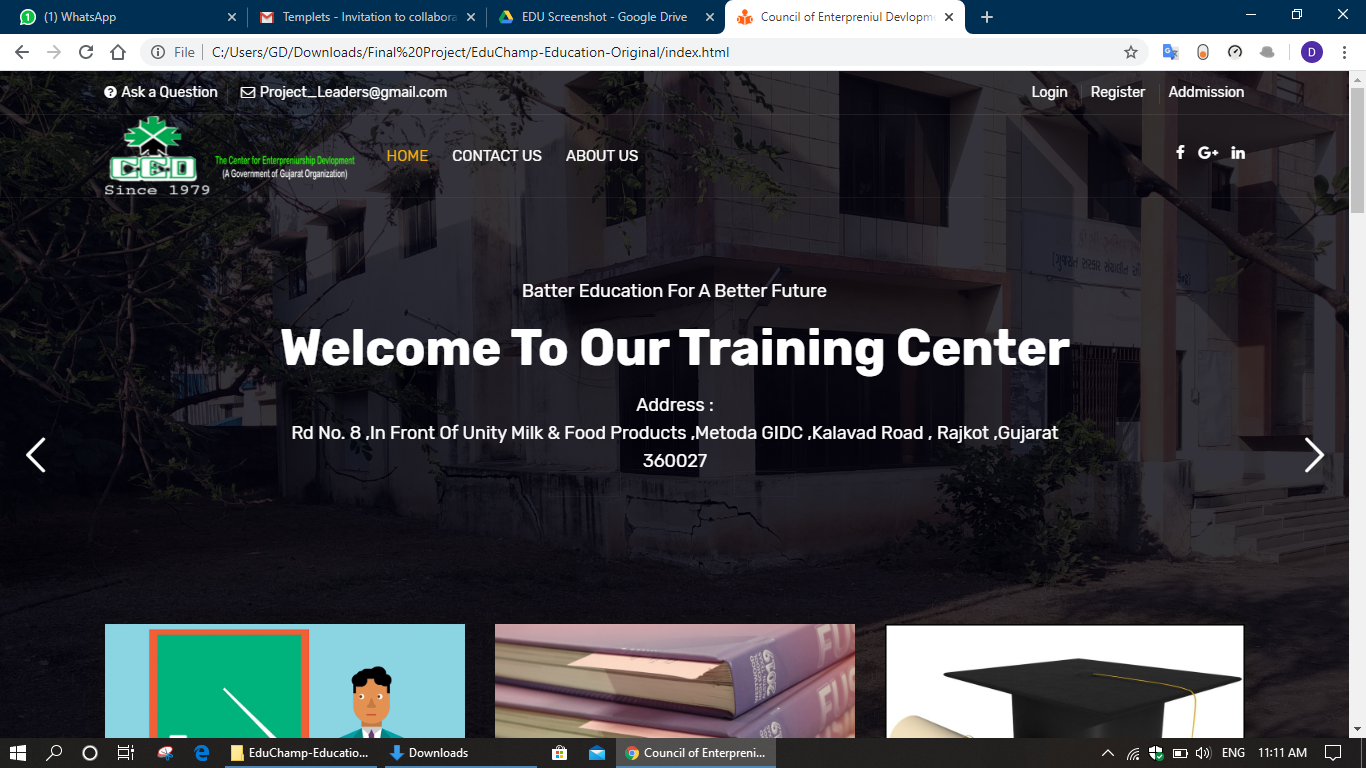 (1) WhatsApp
Templets - Invitation to collabora
EDU Screenshot - Google Drive
Council of Enterpreniul Devlopme
File
C:/Users/GD/Downloads/Final%20Project/EduChamp-Education-Original/index.html
D
Ask a Question
Project_Leaders@gmail.com
Login
Register
Addmission
CED
Since 1979
The Center for Enterpreniurship Devlopment
(A Government of Gujarat Organization)
HOME
CONTACT US
ABOUT US
Batter Education For A Better Future
Welcome To Our Training Center
Address :
Rd No. 8 ,In Front Of Unity Milk & Food Products ,Metoda GIDC ,Kalavad Road , Rajkot ,Gujarat
360027
2016
EduChamp-Educatio...
Downloads
Council of Enterpreni...
ENG
11:11 AM